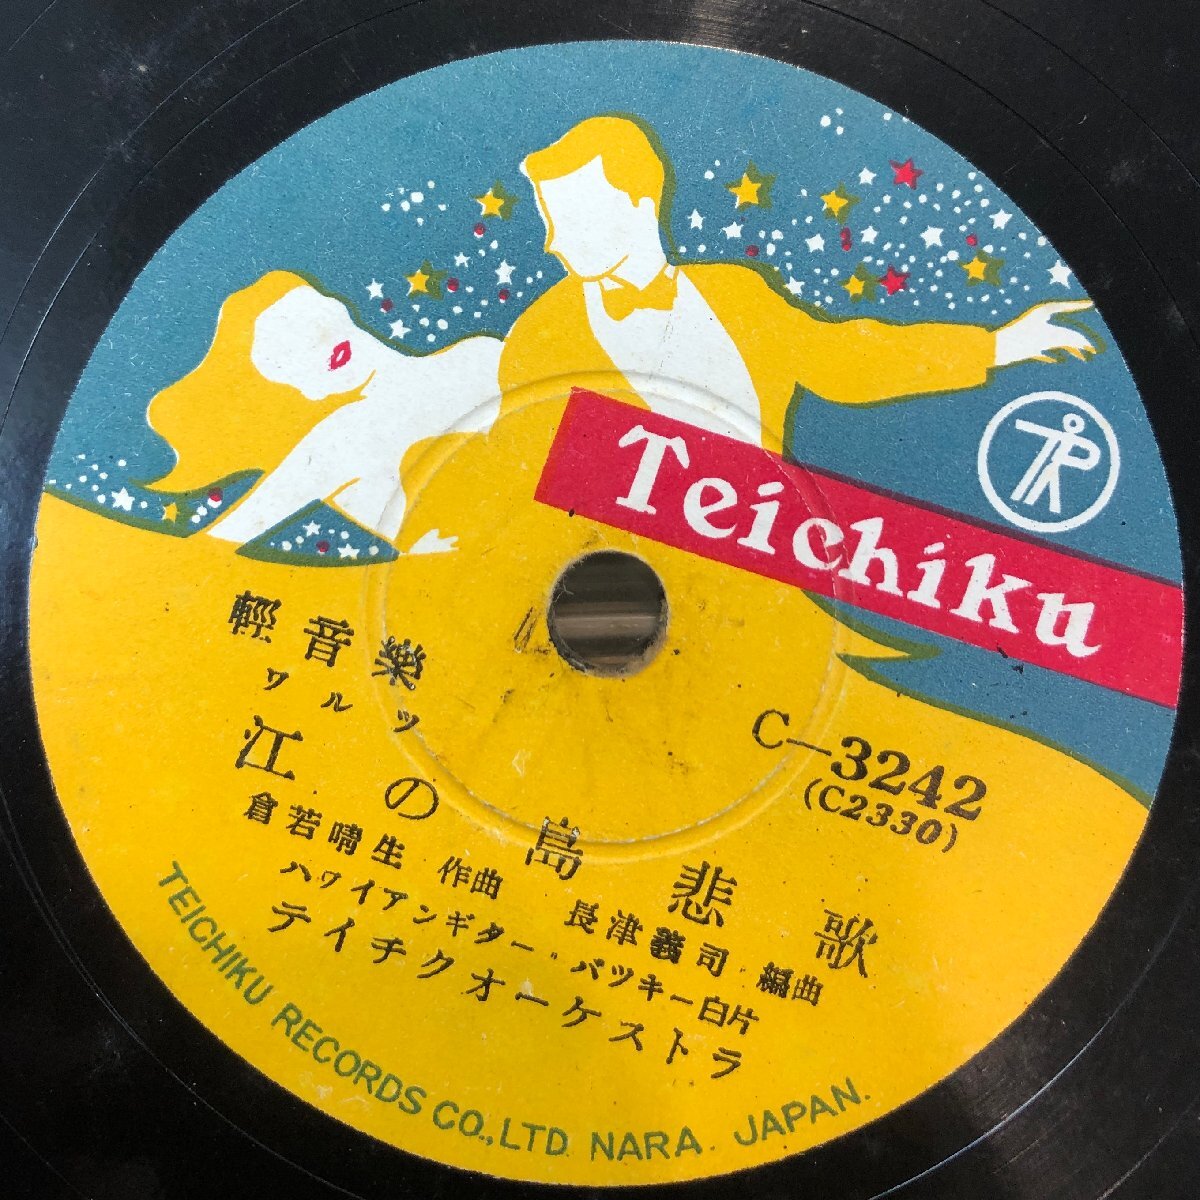 Teichiku
TR
C-3242
(C2330)
輕音樂
ワルツ
江の島悲歌
倉若晴生 作曲 長津義司 編曲
ハワイアンギター・バッキー白片
テイチクオーケストラ
TEICHIKU RECORDS CO., LTD NARA. JAPAN.